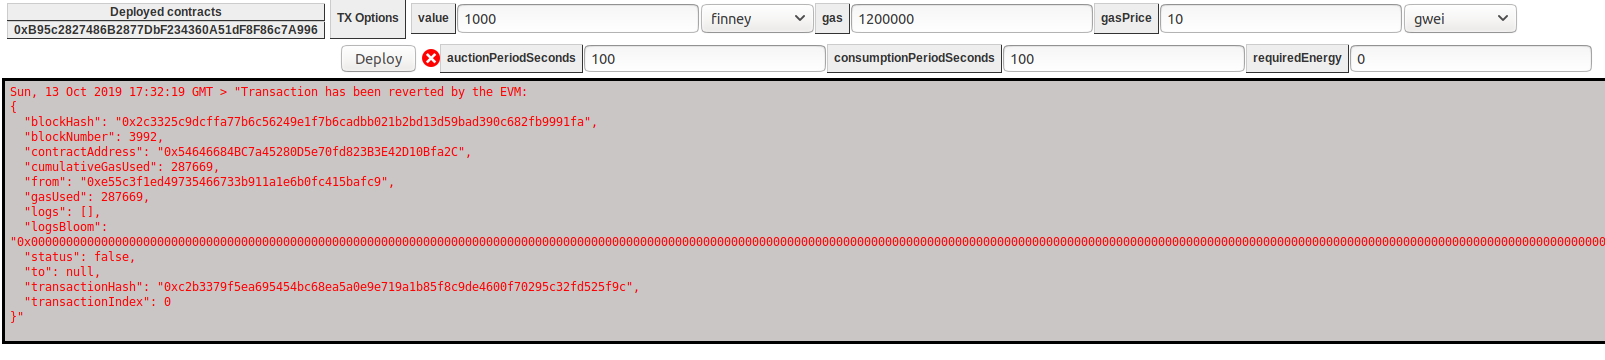 Deployed contracts
0xB95c2827486B2877DbF234360A51dF8F86c7A996
TX Options value 1000 finney gas 1200000 gasPrice 10 gwei
Deploy auctionPeriodSeconds 100 consumptionPeriodSeconds 100 requiredEnergy 0
Sun, 13 Oct 2019 17:32:19 GMT > "Transaction has been reverted by the EVM:
{
"blockHash": "0x2c3325c9dcffa77b6c56249e1f7b6cadbb021b2bd13d59bad390c682fb9991fa",
"blockNumber": 3992,
"contractAddress": "0x54646684BC7a45280D5e70fd823B3E42D10Bfa2C",
"cumulativeGasUsed": 287669,
"from": "0xe55c3f1ed49735466733b911a1e6b0fc415bafc9",
"gasUsed": 287669,
"logs": [],
"logsBloom":
"status": false,
"to": null,
"transactionHash": "0xc2b3379f5ea695454bc68ea5a0e9e719a1b85f8c9de4600f70295c32fd525f9c",
"transactionIndex": 0
}"